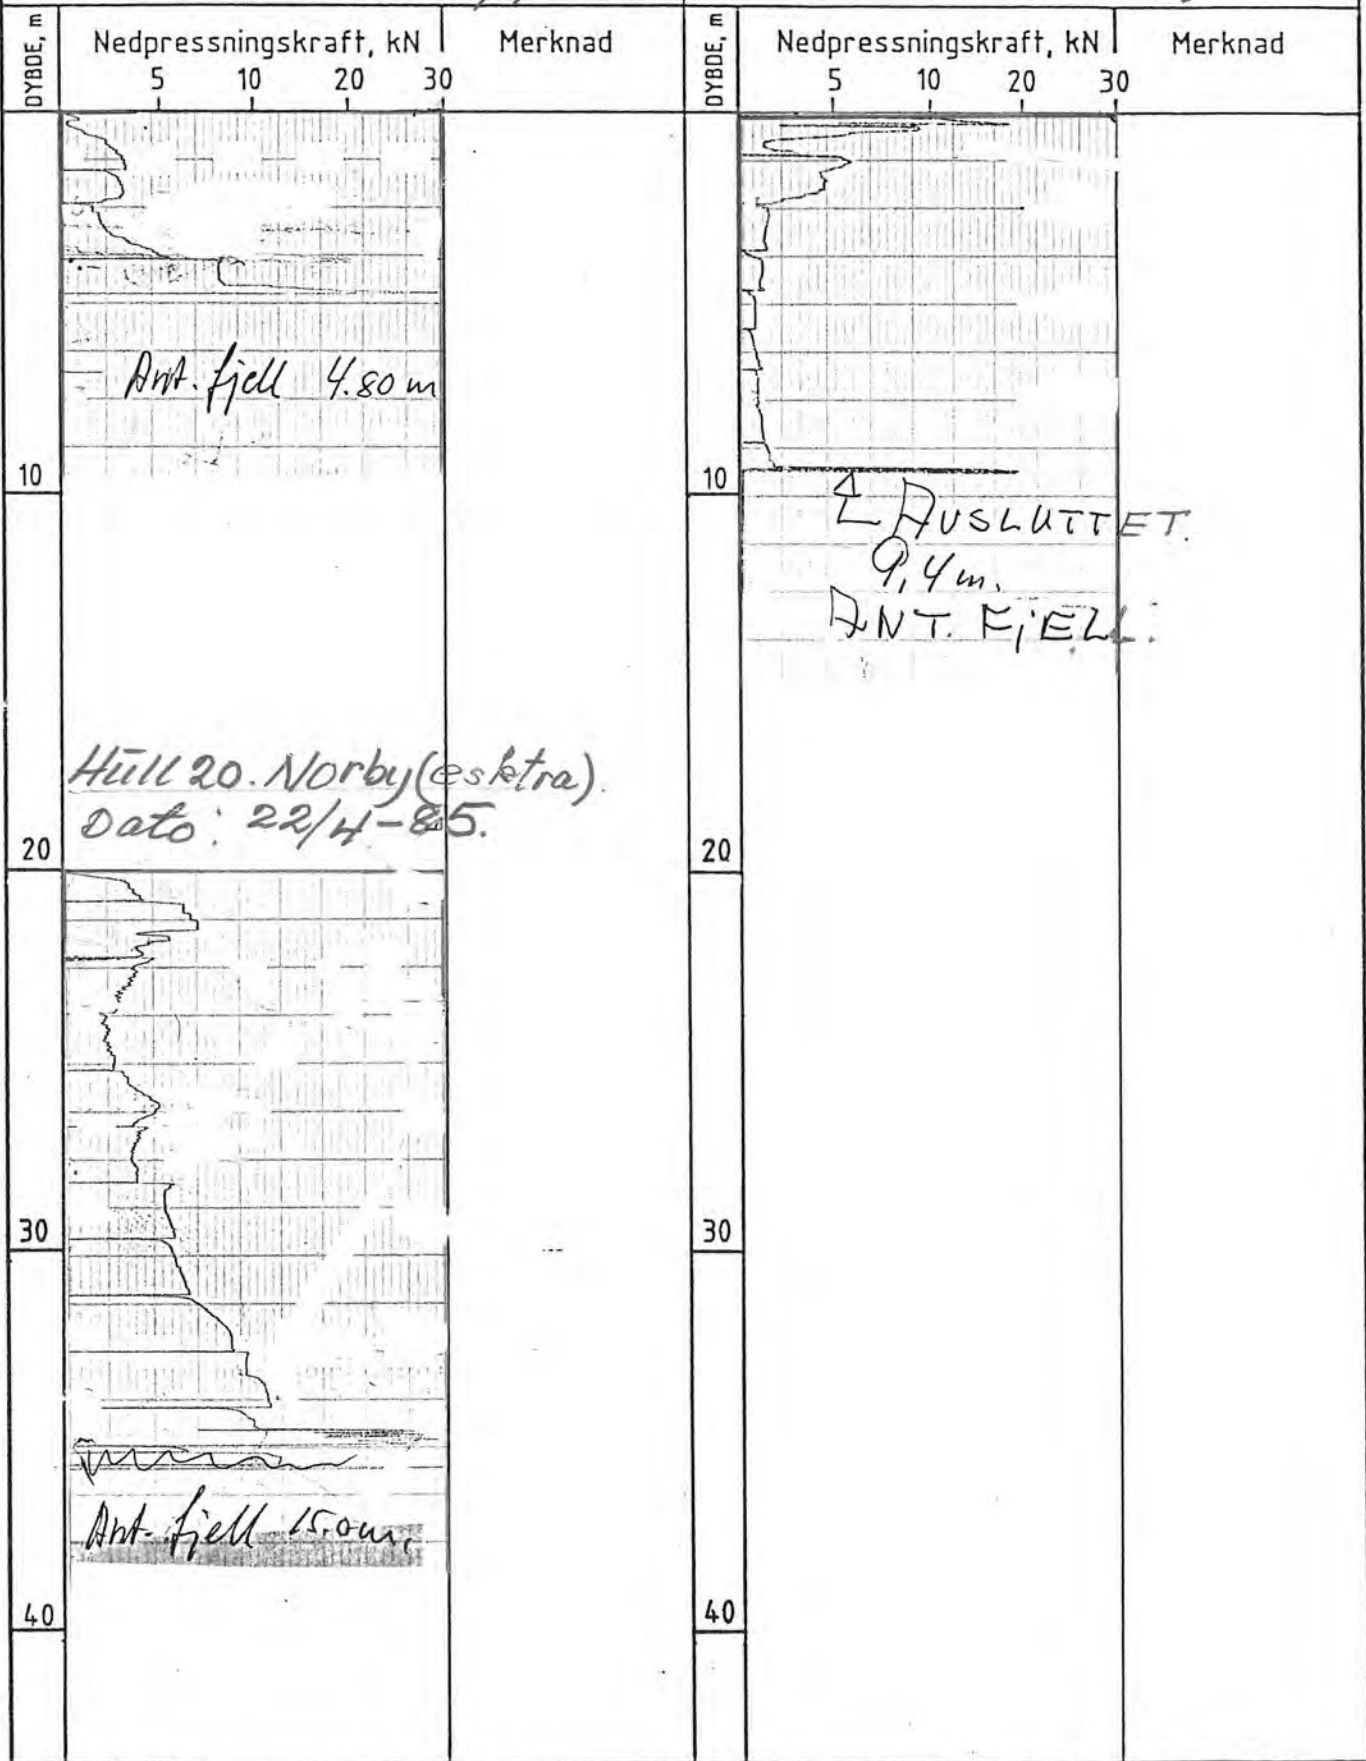 DYBDE, m
Nedpressningskraft, kN
Merknad
5 10 20 30
Ant. fjell 4.80 m
10
Hull 20. Norby (esktra).
Dato: 22/4-85.
20
30
Ant. fjell 15.0m.
40
DYBDE, m
Nedpressningskraft, kN
Merknad
5 10 20 30
10
AVSLUTTET.
9,4 m.
ANT. FjELL.
20
30
40